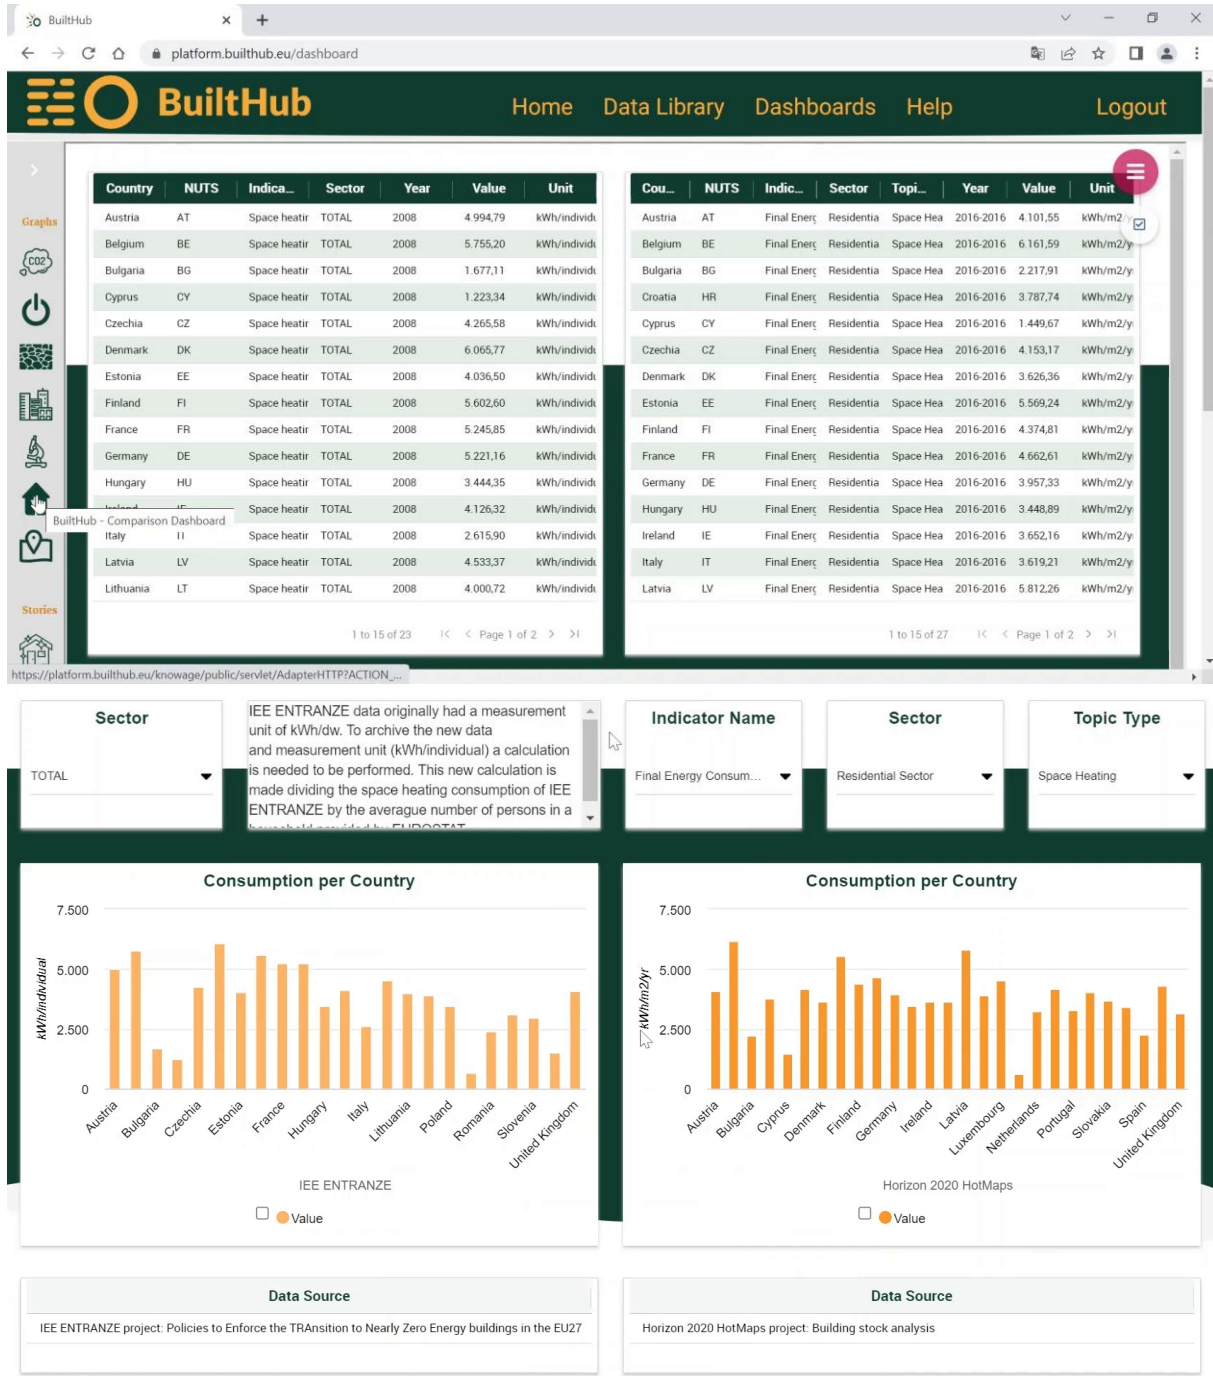 BuiltHub
platform.builthub.eu/dashboard
BuiltHub
Home Data Library Dashboards Help Logout
Graphs
CO2
BuiltHub - Comparison Dashboard
Stories
Country NUTS Indica... Sector Year Value Unit
Austria AT Space heatir TOTAL 2008 4.994,79 kWh/individu
Belgium BE Space heatir TOTAL 2008 5.755,20 kWh/individu
Bulgaria BG Space heatir TOTAL 2008 1.677,11 kWh/individu
Cyprus CY Space heatir TOTAL 2008 1.223,34 kWh/individu
Czechia CZ Space heatir TOTAL 2008 4.265,58 kWh/individu
Denmark DK Space heatir TOTAL 2008 6.065,77 kWh/individu
Estonia EE Space heatir TOTAL 2008 4.036,50 kWh/individu
Finland FI Space heatir TOTAL 2008 5.602,60 kWh/individu
France FR Space heatir TOTAL 2008 5.245,85 kWh/individu
Germany DE Space heatir TOTAL 2008 5.221,16 kWh/individu
Hungary HU Space heatir TOTAL 2008 3.444,35 kWh/individu
Space heatir TOTAL 2008 4.126,32 kWh/individu
Italy Space heatir TOTAL 2008 2.615,90 kWh/individu
Latvia LV Space heatir TOTAL 2008 4.533,37 kWh/individu
Lithuania LT Space heatir TOTAL 2008 4.000,72 kWh/individu
1 to 15 of 23 Page 1 of 2
Cou... NUTS Indic... Sector Topi... Year Value Unit
Austria AT Final Energ Residentia Space Hea 2016-2016 4.101,55 kWh/m2/y
Belgium BE Final Energ Residentia Space Hea 2016-2016 6.161,59 kWh/m2/y
Bulgaria BG Final Energ Residentia Space Hea 2016-2016 2.217,91 kWh/m2/y
Croatia HR Final Energ Residentia Space Hea 2016-2016 3.787,74 kWh/m2/y
Cyprus CY Final Energ Residentia Space Hea 2016-2016 1.449,67 kWh/m2/y
Czechia CZ Final Energ Residentia Space Hea 2016-2016 4.153,17 kWh/m2/y
Denmark DK Final Energ Residentia Space Hea 2016-2016 3.626,36 kWh/m2/y
Estonia EE Final Energ Residentia Space Hea 2016-2016 5.569,24 kWh/m2/y
Finland FI Final Energ Residentia Space Hea 2016-2016 4.374,81 kWh/m2/y
France FR Final Energ Residentia Space Hea 2016-2016 4.662,61 kWh/m2/y
Germany DE Final Energ Residentia Space Hea 2016-2016 3.957,33 kWh/m2/y
Hungary HU Final Energ Residentia Space Hea 2016-2016 3.448,89 kWh/m2/y
Ireland IE Final Energ Residentia Space Hea 2016-2016 3.652,16 kWh/m2/y
Italy IT Final Energ Residentia Space Hea 2016-2016 3.619,21 kWh/m2/y
Latvia LV Final Energ Residentia Space Hea 2016-2016 5.812,26 kWh/m2/y
1 to 15 of 27 Page 1 of 2
https://platform.builthub.eu/knowage/public/servlet/AdapterHTTP?ACTION_...
Sector
TOTAL
IEE ENTRANZE data originally had a measurement
unit of kWh/dw. To archive the new data
and measurement unit (kWh/individual) a calculation
is needed to be performed. This new calculation is
made dividing the space heating consumption of IEE
ENTRANZE by the averague number of persons in a
household provided by EUROSTAT
Indicator Name
Final Energy Consum...
Sector
Residential Sector
Topic Type
Space Heating
Consumption per Country
7.500
5.000
2.500
0
kWh/individual
Austria Bulgaria Czechia Estonia France Hungary Italy Lithuania Poland Romania Slovenia United Kingdom
IEE ENTRANZE
Value
Consumption per Country
7.500
5.000
2.500
0
kWh/m2/yr
Austria Bulgaria Cyprus Denmark Finland Germany Ireland Latvia Luxembourg Netherlands Portugal Slovakia Spain United Kingdom
Horizon 2020 HotMaps
Value
Data Source
IEE ENTRANZE project: Policies to Enforce the TRAnsition to Nearly Zero Energy buildings in the EU27
Data Source
Horizon 2020 HotMaps project: Building stock analysis